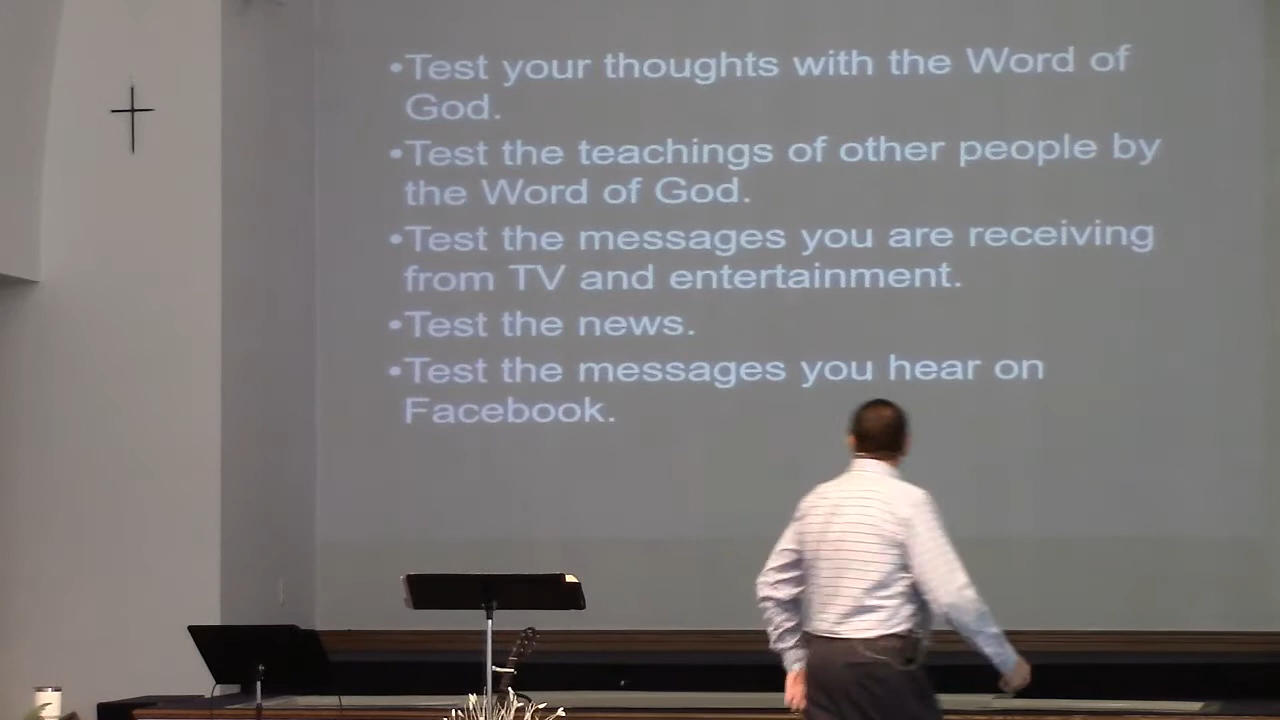 •Test your thoughts with the Word of
God.
•Test the teachings of other people by
the Word of God.
•Test the messages you are receiving
from TV and entertainment.
•Test the news.
•Test the messages you hear on
Facebook.